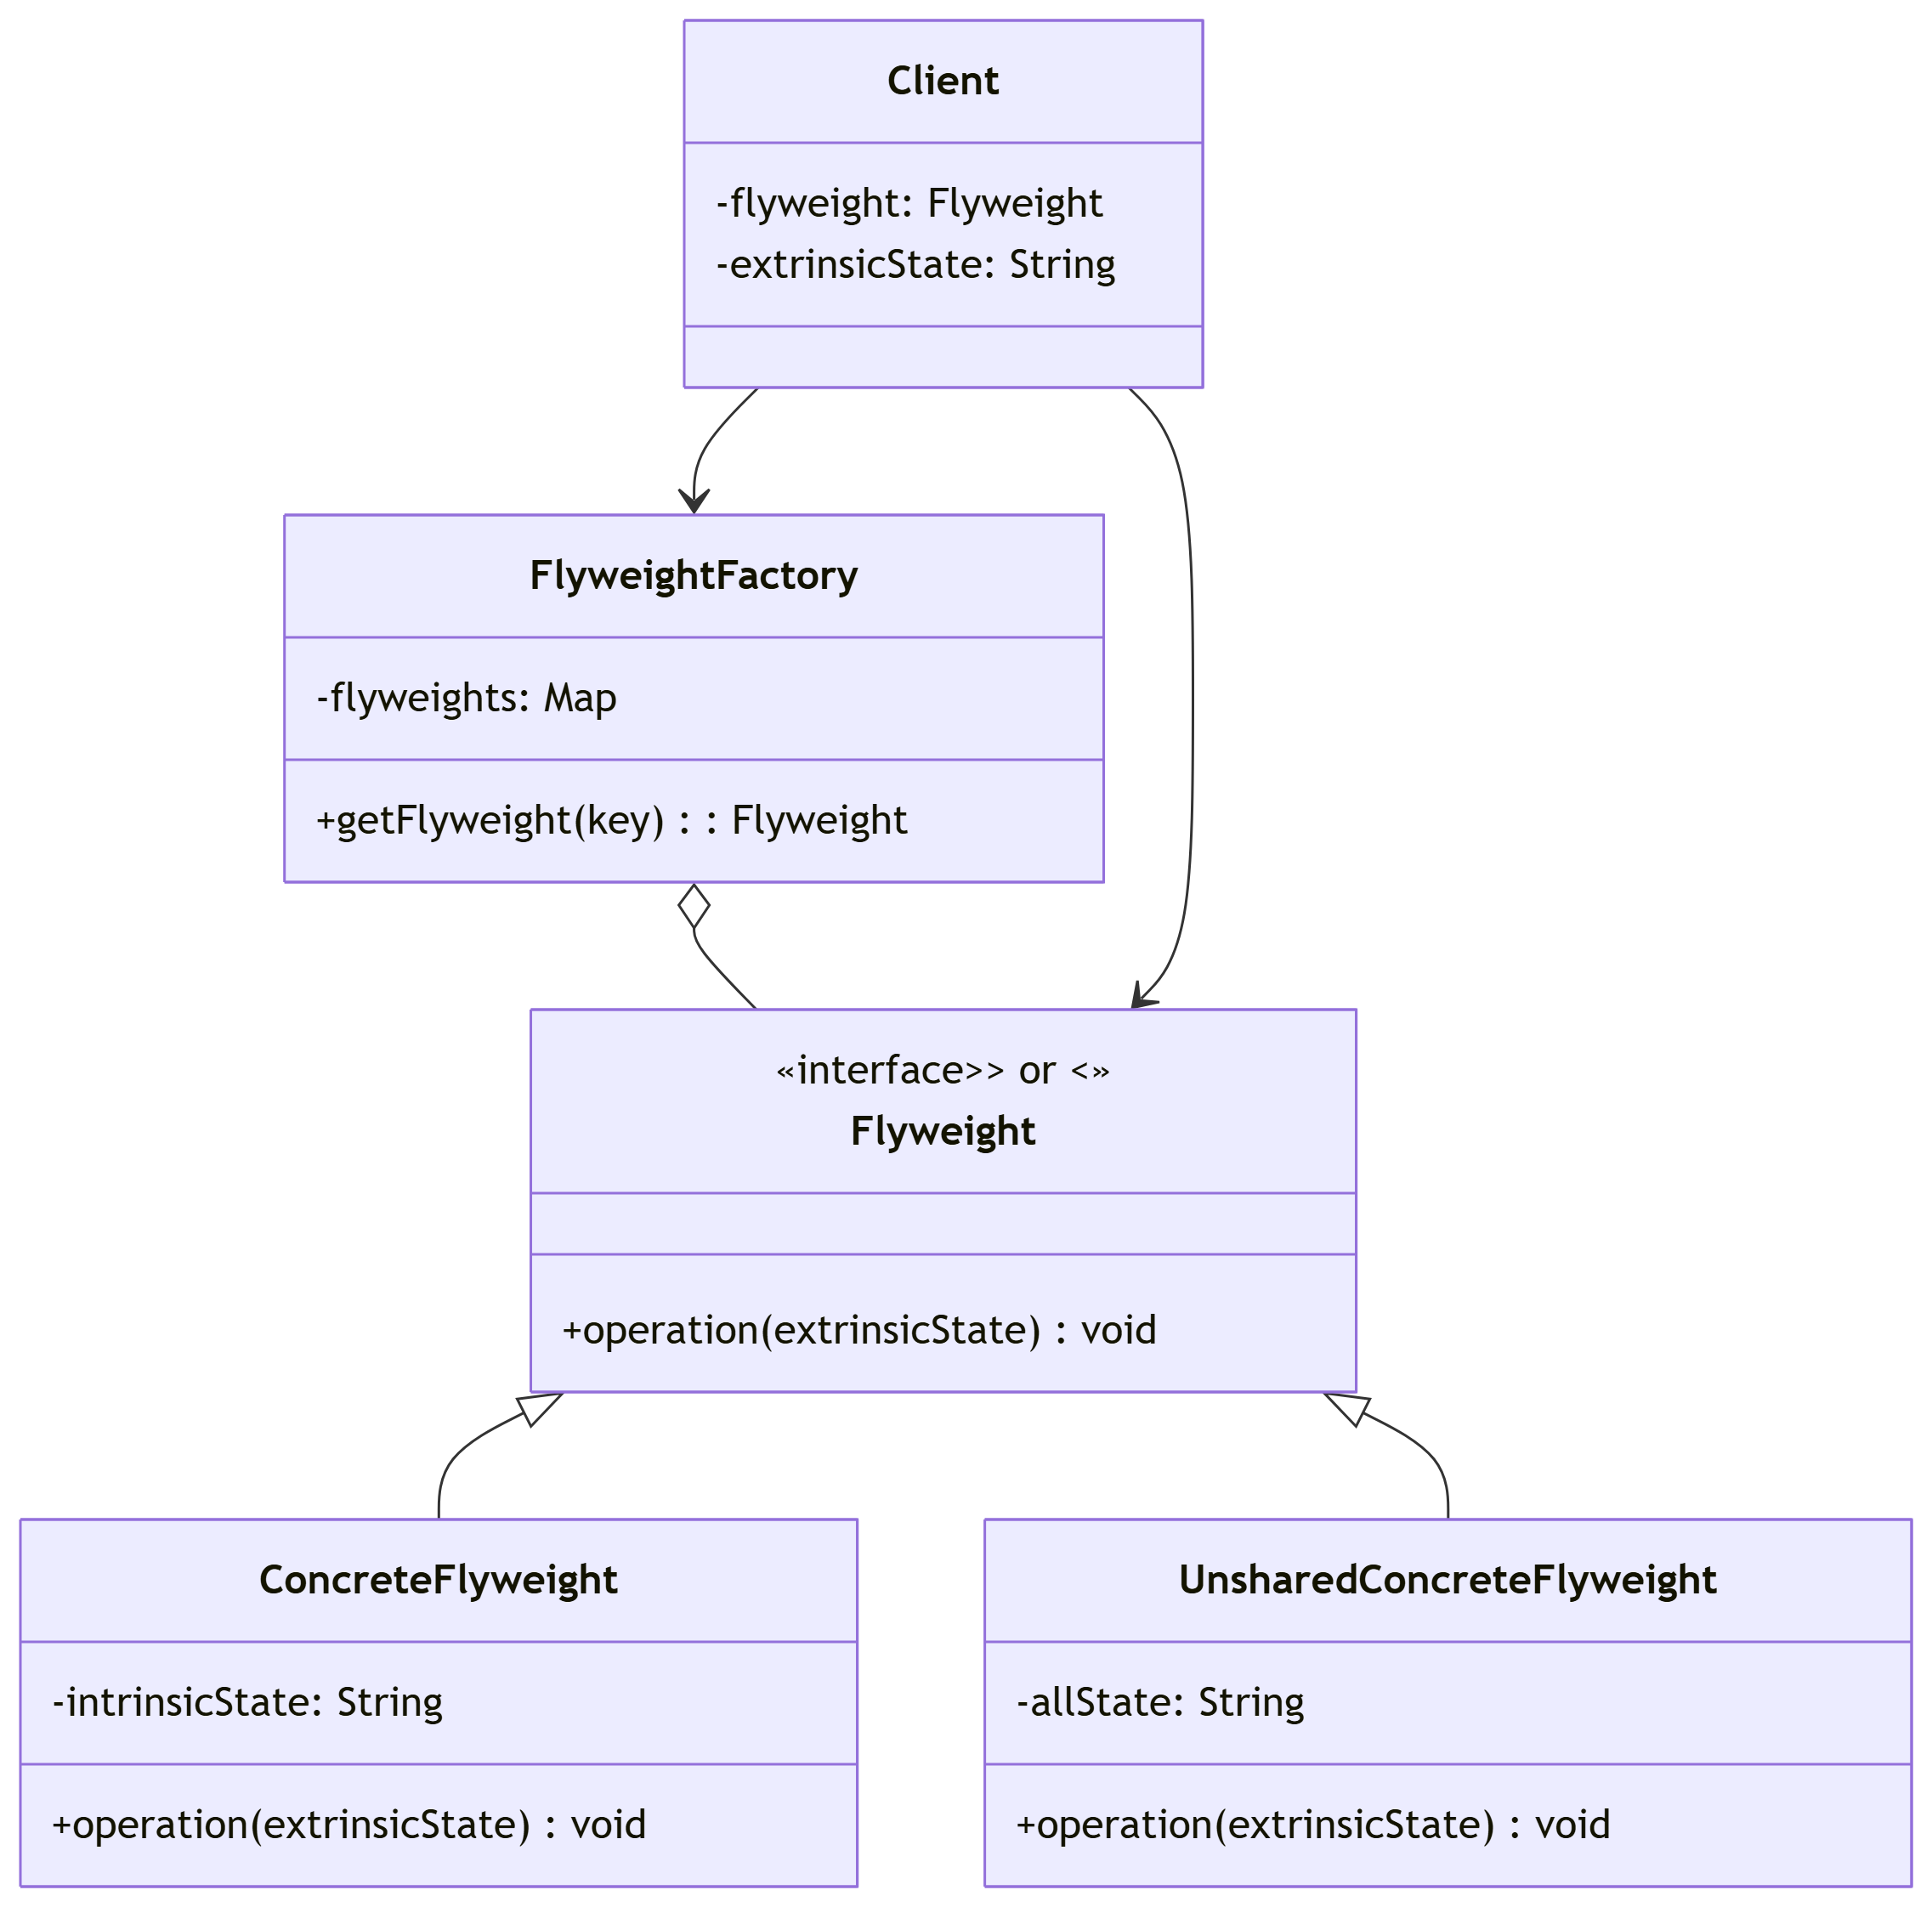 Client
-flyweight: Flyweight
-extrinsicState: String
FlyweightFactory
-flyweights: Map
+getFlyweight(key) : : Flyweight
«interface>> or <»
Flyweight
+operation(extrinsicState) : void
ConcreteFlyweight
-intrinsicState: String
+operation(extrinsicState) : void
UnsharedConcreteFlyweight
-allState: String
+operation(extrinsicState) : void